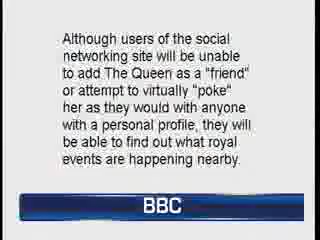 Although users of the social
networking site will be unable
to add The Queen as a "friend"
or attempt to virtually "poke"
her as they would with anyone
with a personal profile, they will
be able to find out what royal
events are happening nearby.
BBC